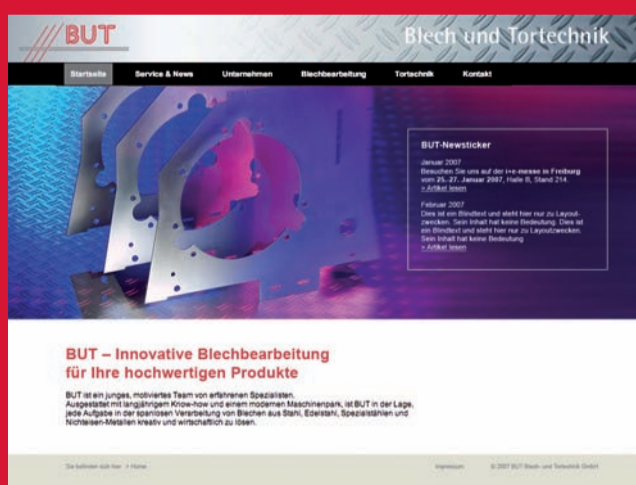 BUT
Blech und Tortechnik
Startseite Service & News Unternehmen Blechbearbeitung Tortechnik Kontakt
BUT-Newsticker
Januar 2007
Besuchen Sie uns auf der i+e-messe in Freiburg
vom 25.-27. Januar 2007, Halle B, Stand 214.
> Artikel lesen
Februar 2007
Dies ist ein Blindtext und steht hier nur zu Layout-
zwecken. Sein Inhalt hat keine Bedeutung. Dies ist
ein Blindtext und steht hier nur zu Layoutzwecken.
Sein Inhalt hat keine Bedeutung
> Artikel lesen
BUT – Innovative Blechbearbeitung
für Ihre hochwertigen Produkte
BUT ist ein junges, motiviertes Team von erfahrenen Spezialisten.
Ausgestattet mit langjährigem Know-how und einem modernen Maschinenpark, ist BUT in der Lage,
jede Aufgabe in der spanlosen Verarbeitung von Blechen aus Stahl, Edelstahl, Spezialstählen und
Nichteisen-Metallen kreativ und wirtschaftlich zu lösen.
Sie befinden sich hier > Home
Impressum © 2007 BUT Blech- und Tortechnik GmbH